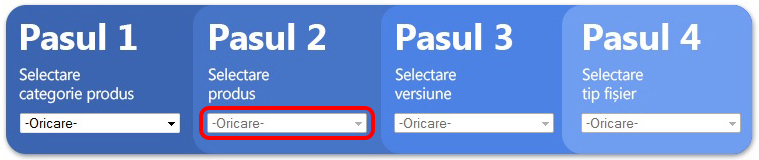 Pasul 1
Selectare
categorie produs
-Oricare-
Pasul 2
Selectare
produs
-Oricare-
Pasul 3
Selectare
versiune
-Oricare-
Pasul 4
Selectare
tip fișier
-Oricare-